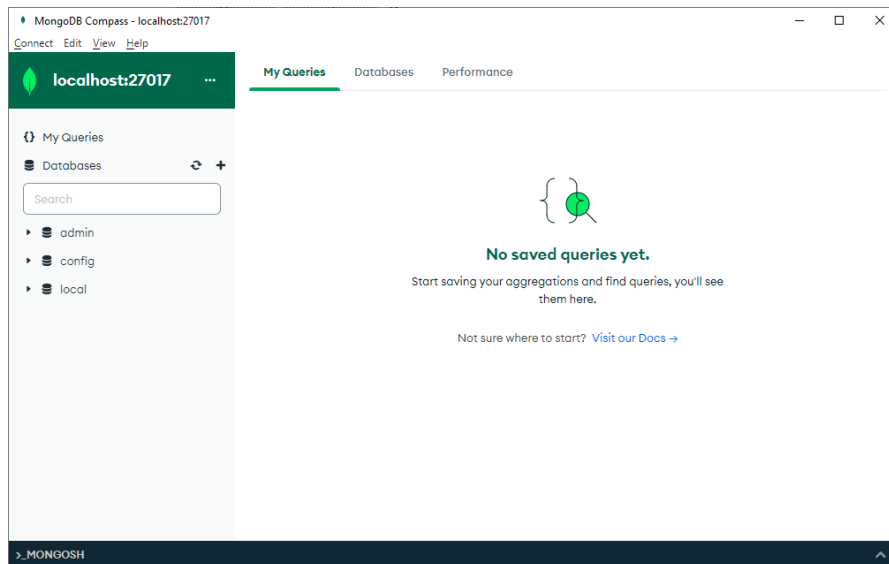 MongoDB Compass - localhost:27017
Connect Edit View Help
localhost:27017 ...
My Queries Databases Performance
{} My Queries
Databases
Search
admin
config
local
No saved queries yet.
Start saving your aggregations and find queries, you'll see
them here.
Not sure where to start? Visit our Docs →
>_MONGOSH